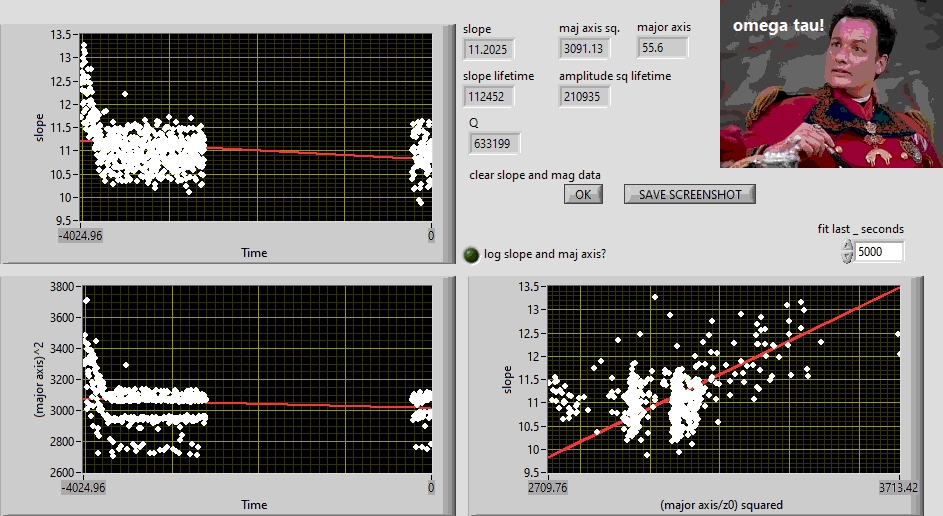 slope
11.2025
maj axis sq.
3091.13
major axis
55.6
slope lifetime
112452
amplitude sq lifetime
210935
Q
633199
clear slope and mag data
OK
SAVE SCREENSHOT
omega tau!
fit last _ seconds
5000
log slope and maj axis?
13.5
13
12.5
12
11.5
11
10.5
10
9.5
slope
-4024.96
0
Time
3800
3600
3400
3200
3000
2800
2600
(major axis)^2
-4024.96
0
Time
13.5
13
12.5
12
11.5
11
10.5
10
9.5
slope
2709.76
3713.42
(major axis/z0) squared